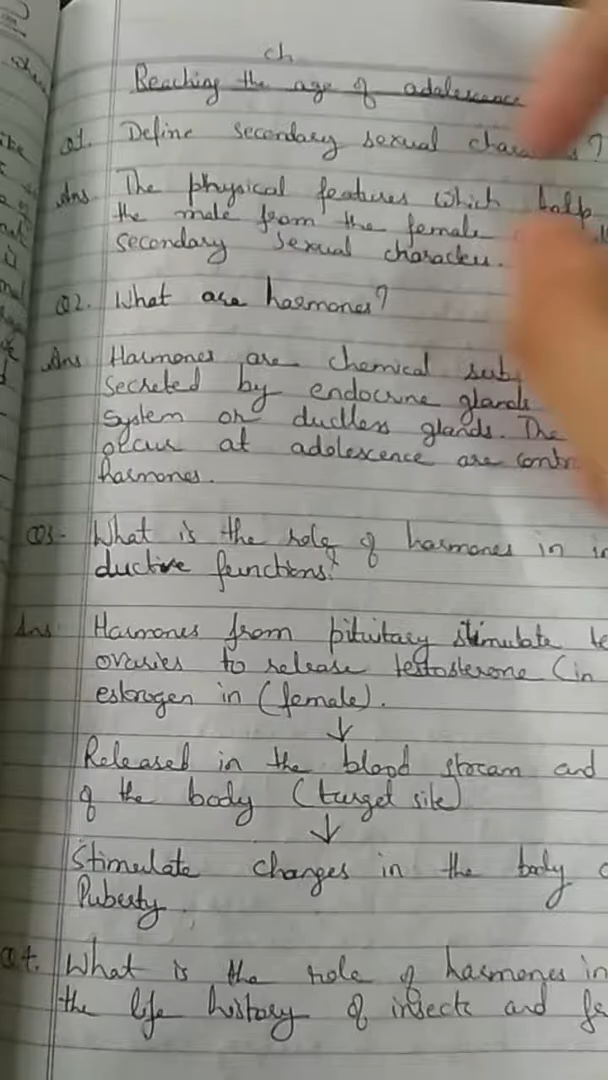 ch
Reaching the age of adolescence
Q1. Define secondary sexual
Ans The physical features which help
the male from the female
secondary sexual character.
Q2. What are harmones?
Ans Harmones are chemical
secreted by endocrine glands
system or ductless glands. The
occur at adolescence are
harmones.
Q3- What is the role of harmones in
ductive functions?
Ans Harmones from pituitary stimulate
ovaries to release testosterone (in
estrogen in (female).
↓
Released in the blood stream and
of the body (target site)
↓
Stimulate changes in the body
Puberty.
Q4. What is the role of harmones in
the life history of insects and